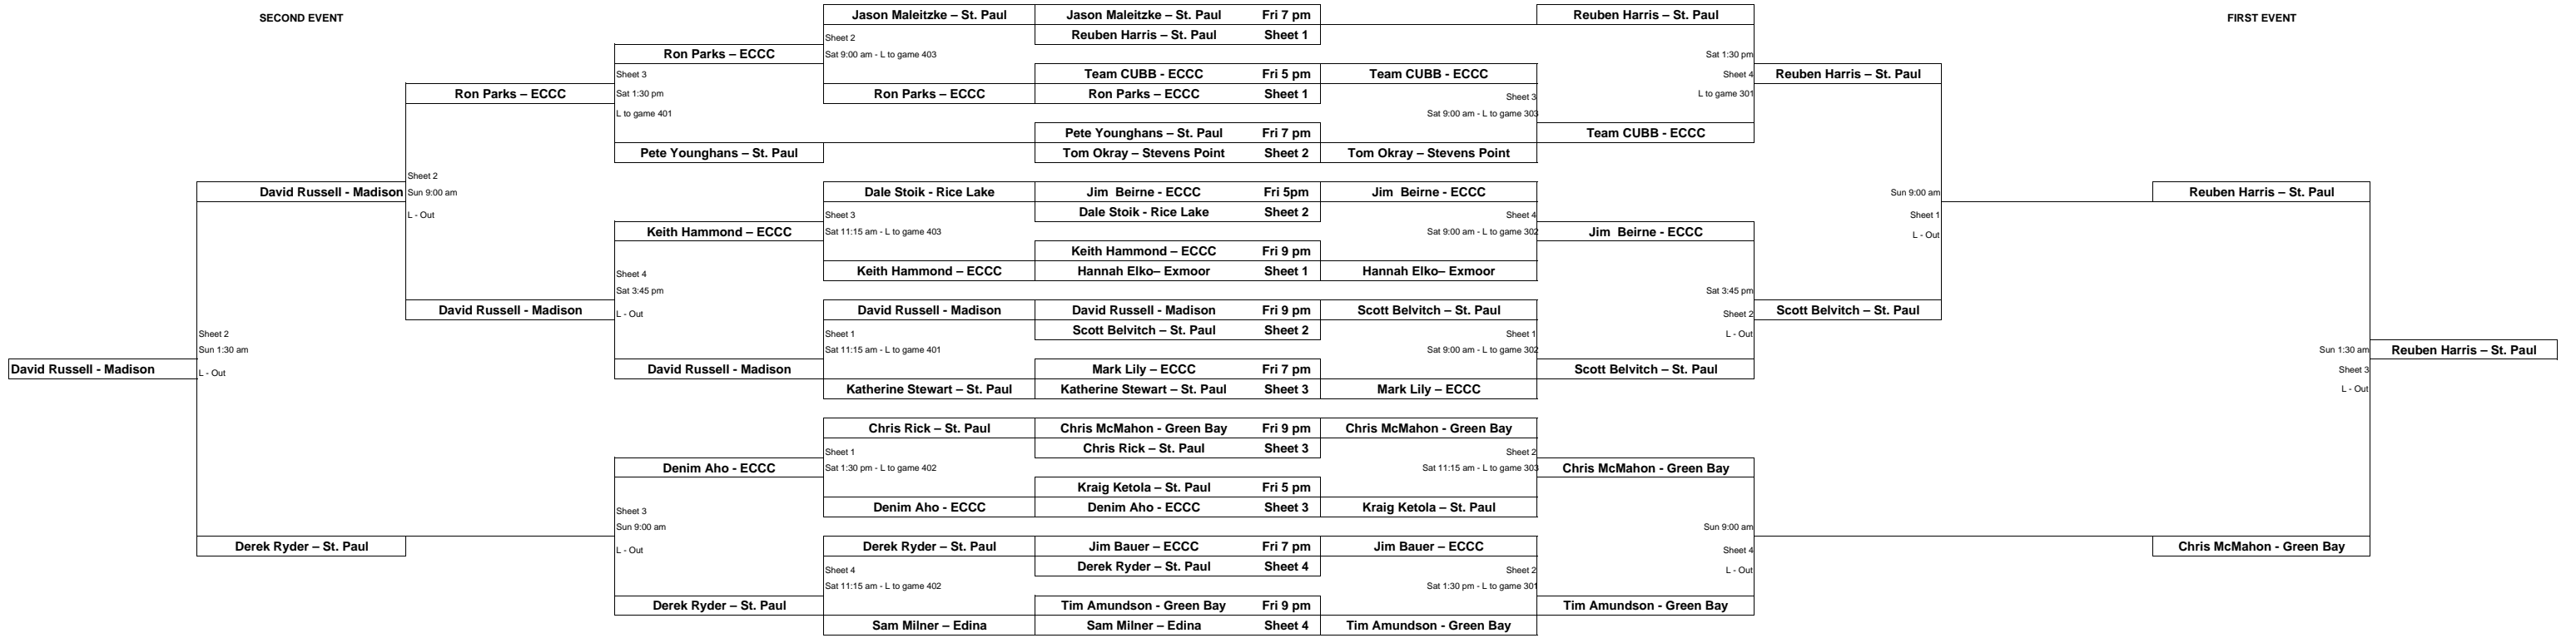 SECOND EVENT
FIRST EVENT
Jason Maleitzke – St. Paul
Jason Maleitzke – St. Paul Fri 7 pm
Reuben Harris – St. Paul
Sheet 2
Reuben Harris – St. Paul Sheet 1
Ron Parks – ECCC
Sat 9:00 am - L to game 403
Sat 1:30 pm
Sheet 3
Team CUBB - ECCC Fri 5 pm
Team CUBB - ECCC
Sheet 4
Reuben Harris – St. Paul
Ron Parks – ECCC
Sat 1:30 pm
Ron Parks – ECCC
Ron Parks – ECCC Sheet 1
Sheet 3
L to game 301
L to game 401
Sat 9:00 am - L to game 303
Pete Younghans – St. Paul Fri 7 pm
Team CUBB - ECCC
Pete Younghans – St. Paul
Tom Okray – Stevens Point Sheet 2
Tom Okray – Stevens Point
Sheet 2
David Russell - Madison
Sun 9:00 am
Dale Stoik - Rice Lake
Jim  Beirne - ECCC Fri 5pm
Jim  Beirne - ECCC
Sun 9:00 am
Reuben Harris – St. Paul
L - Out
Sheet 3
Dale Stoik - Rice Lake Sheet 2
Sheet 4
Sheet 1
Keith Hammond – ECCC
Sat 11:15 am - L to game 403
Sat 9:00 am - L to game 302
Jim  Beirne - ECCC
L - Out
Keith Hammond – ECCC Fri 9 pm
Sheet 4
Keith Hammond – ECCC
Hannah Elko– Exmoor Sheet 1
Hannah Elko– Exmoor
Sat 3:45 pm
Sat 3:45 pm
David Russell - Madison
L - Out
David Russell - Madison
David Russell - Madison Fri 9 pm
Scott Belvitch – St. Paul
Sheet 2
Scott Belvitch – St. Paul
Sheet 2
Sheet 1
Scott Belvitch – St. Paul Sheet 2
Sheet 1
L - Out
Sun 1:30 am
Sat 11:15 am - L to game 401
Sat 9:00 am - L to game 302
Sun 1:30 am
Reuben Harris – St. Paul
David Russell - Madison
L - Out
David Russell - Madison
Mark Lily – ECCC Fri 7 pm
Scott Belvitch – St. Paul
Sheet 3
Katherine Stewart – St. Paul
Katherine Stewart – St. Paul Sheet 3
Mark Lily – ECCC
L - Out
Chris Rick – St. Paul
Chris McMahon - Green Bay Fri 9 pm
Chris McMahon - Green Bay
Sheet 1
Chris Rick – St. Paul Sheet 3
Sheet 2
Denim Aho - ECCC
Sat 1:30 pm - L to game 402
Sat 11:15 am - L to game 303
Chris McMahon - Green Bay
Kraig Ketola – St. Paul Fri 5 pm
Sheet 3
Denim Aho - ECCC
Denim Aho - ECCC Sheet 3
Kraig Ketola – St. Paul
Sun 9:00 am
Sun 9:00 am
Derek Ryder – St. Paul
L - Out
Derek Ryder – St. Paul
Jim Bauer – ECCC Fri 7 pm
Jim Bauer – ECCC
Sheet 4
Chris McMahon - Green Bay
Sheet 4
Derek Ryder – St. Paul Sheet 4
Sheet 2
L - Out
Sat 11:15 am - L to game 402
Sat 1:30 pm - L to game 301
Derek Ryder – St. Paul
Tim Amundson - Green Bay Fri 9 pm
Tim Amundson - Green Bay
Sam Milner – Edina
Sam Milner – Edina Sheet 4
Tim Amundson - Green Bay